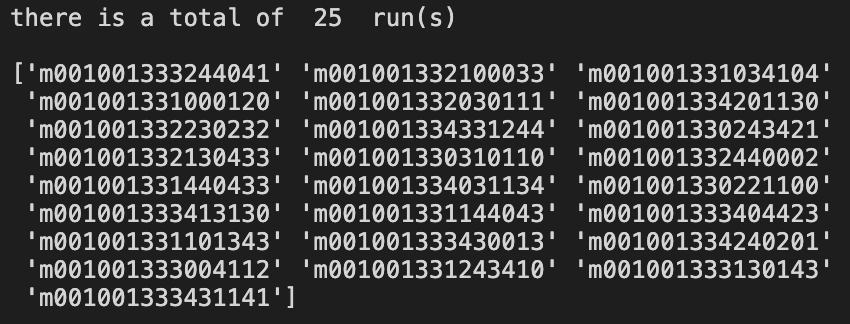 there is a total of  25  run(s)
['m001001333244041' 'm001001332100033' 'm001001331034104'
 'm001001331000120' 'm001001332030111' 'm001001334201130'
 'm001001332230232' 'm001001334331244' 'm001001330243421'
 'm001001332130433' 'm001001330310110' 'm001001332440002'
 'm001001331440433' 'm001001334031134' 'm001001330221100'
 'm001001333413130' 'm001001331144043' 'm001001333404423'
 'm001001331101343' 'm001001333430013' 'm001001334240201'
 'm001001333004112' 'm001001331243410' 'm001001333130143'
 'm001001333431141']